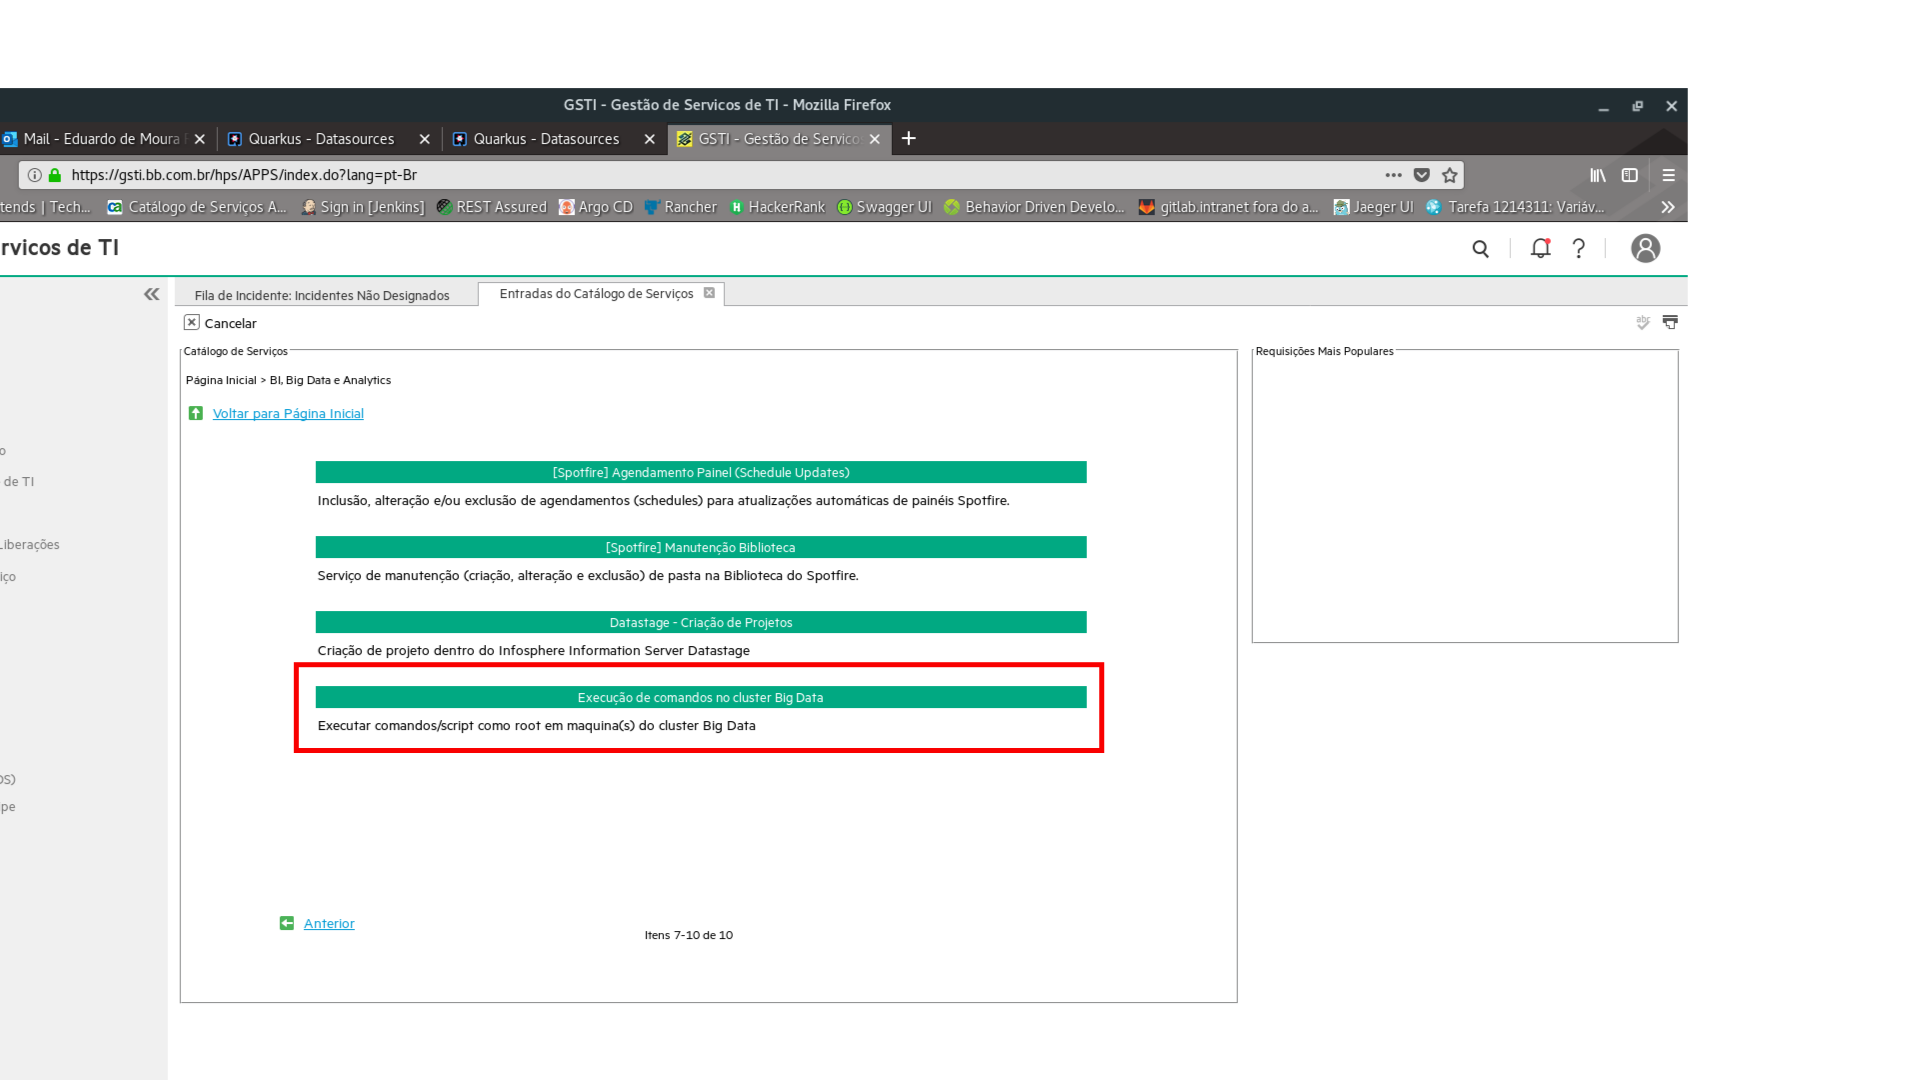 GSTI - Gestão de Servicos de TI - Mozilla Firefox
Mail - Eduardo de Moura
Quarkus - Datasources
Quarkus - Datasources
GSTI - Gestão de Servico
https://gsti.bb.com.br/hps/APPS/index.do?lang=pt-Br
tends | Tech...
Catálogo de Serviços A...
Sign in [Jenkins]
REST Assured
Argo CD
Rancher
HackerRank
Swagger UI
Behavior Driven Develo...
gitlab.intranet fora do a...
Jaeger UI
Tarefa 1214311: Variáv...
rvicos de TI
Fila de Incidente: Incidentes Não Designados
Entradas do Catálogo de Serviços
Cancelar
abc
Catálogo de Serviços
Requisições Mais Populares
Página Inicial > BI, Big Data e Analytics
Voltar para Página Inicial
o
de TI
Liberações
iço
OS)
pe
[Spotfire] Agendamento Painel (Schedule Updates)
Inclusão, alteração e/ou exclusão de agendamentos (schedules) para atualizações automáticas de painéis Spotfire.
[Spotfire] Manutenção Biblioteca
Serviço de manutenção (criação, alteração e exclusão) de pasta na Biblioteca do Spotfire.
Datastage - Criação de Projetos
Criação de projeto dentro do Infosphere Information Server Datastage
Execução de comandos no cluster Big Data
Executar comandos/script como root em maquina(s) do cluster Big Data
Anterior
Itens 7-10 de 10